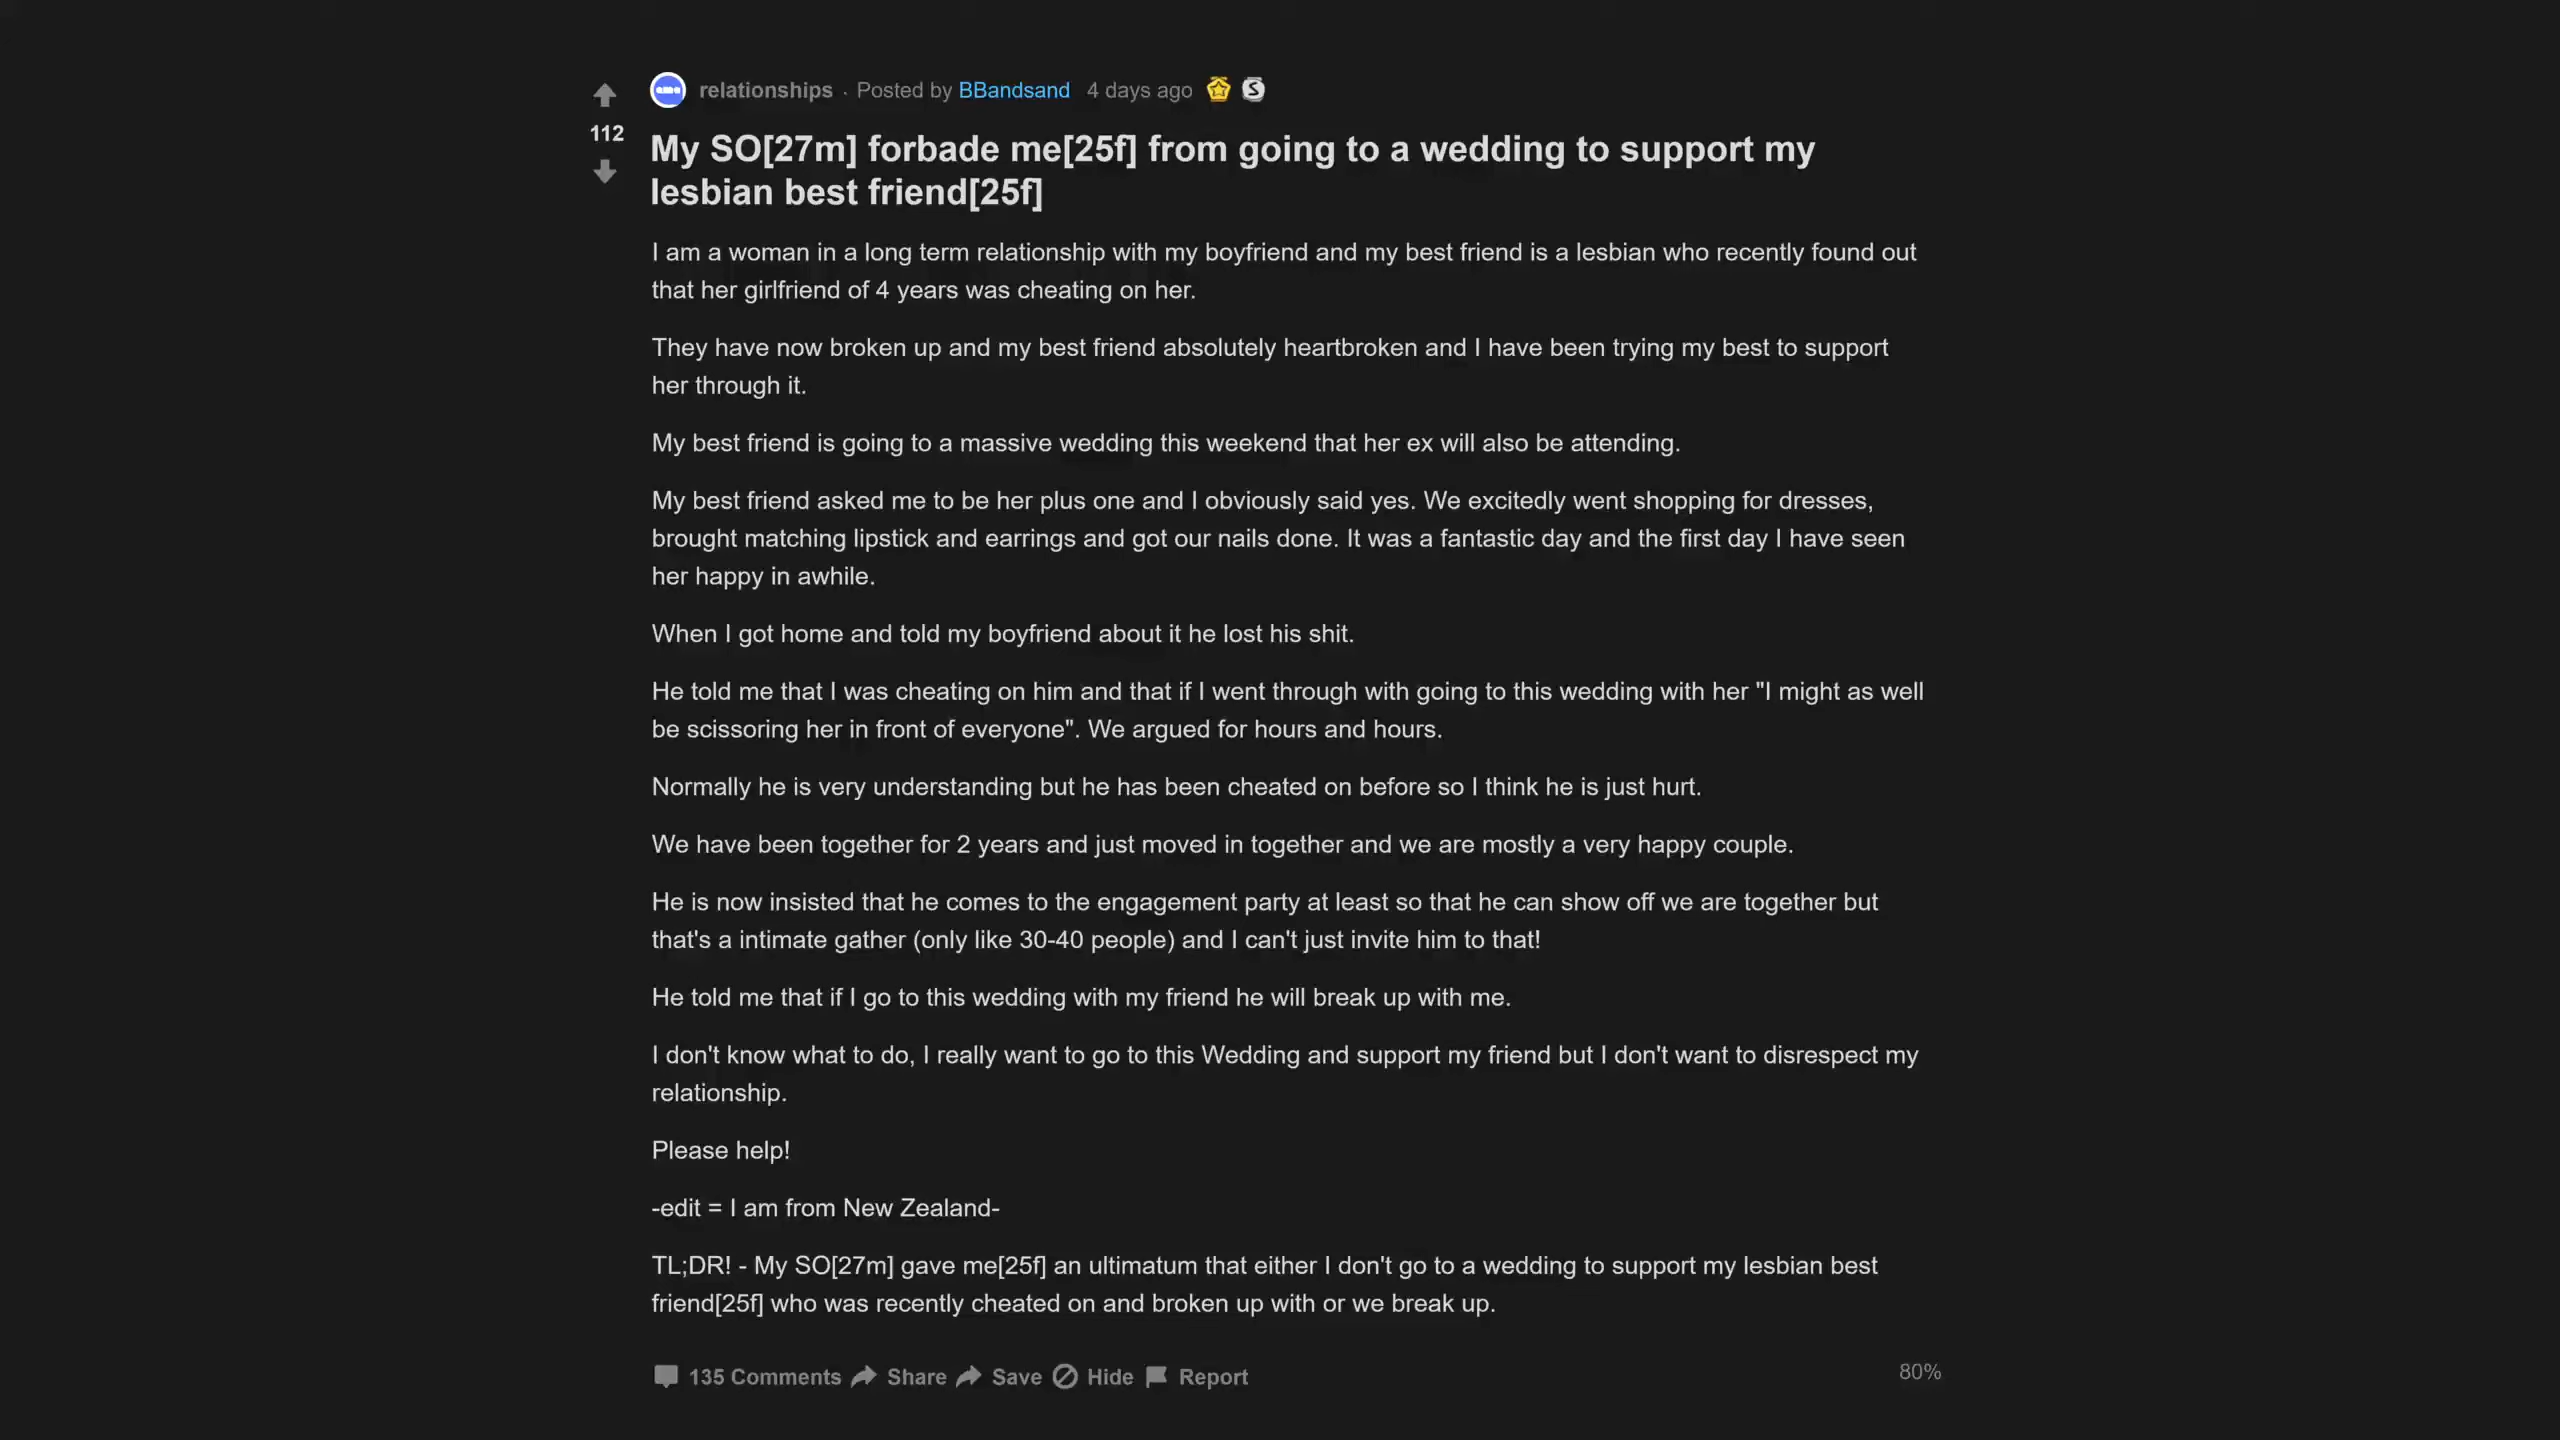 relationships · Posted by BBandsand 4 days ago
112
My SO[27m] forbade me[25f] from going to a wedding to support my
lesbian best friend[25f]
I am a woman in a long term relationship with my boyfriend and my best friend is a lesbian who recently found out
that her girlfriend of 4 years was cheating on her.
They have now broken up and my best friend absolutely heartbroken and I have been trying my best to support
her through it.
My best friend is going to a massive wedding this weekend that her ex will also be attending.
My best friend asked me to be her plus one and I obviously said yes. We excitedly went shopping for dresses,
brought matching lipstick and earrings and got our nails done. It was a fantastic day and the first day I have seen
her happy in awhile.
When I got home and told my boyfriend about it he lost his shit.
He told me that I was cheating on him and that if I went through with going to this wedding with her "I might as well
be scissoring her in front of everyone". We argued for hours and hours.
Normally he is very understanding but he has been cheated on before so I think he is just hurt.
We have been together for 2 years and just moved in together and we are mostly a very happy couple.
He is now insisted that he comes to the engagement party at least so that he can show off we are together but
that's a intimate gather (only like 30-40 people) and I can't just invite him to that!
He told me that if I go to this wedding with my friend he will break up with me.
I don't know what to do, I really want to go to this Wedding and support my friend but I don't want to disrespect my
relationship.
Please help!
-edit = I am from New Zealand-
TL;DR! - My SO[27m] gave me[25f] an ultimatum that either I don't go to a wedding to support my lesbian best
friend[25f] who was recently cheated on and broken up with or we break up.
135 Comments Share Save Hide Report
80%